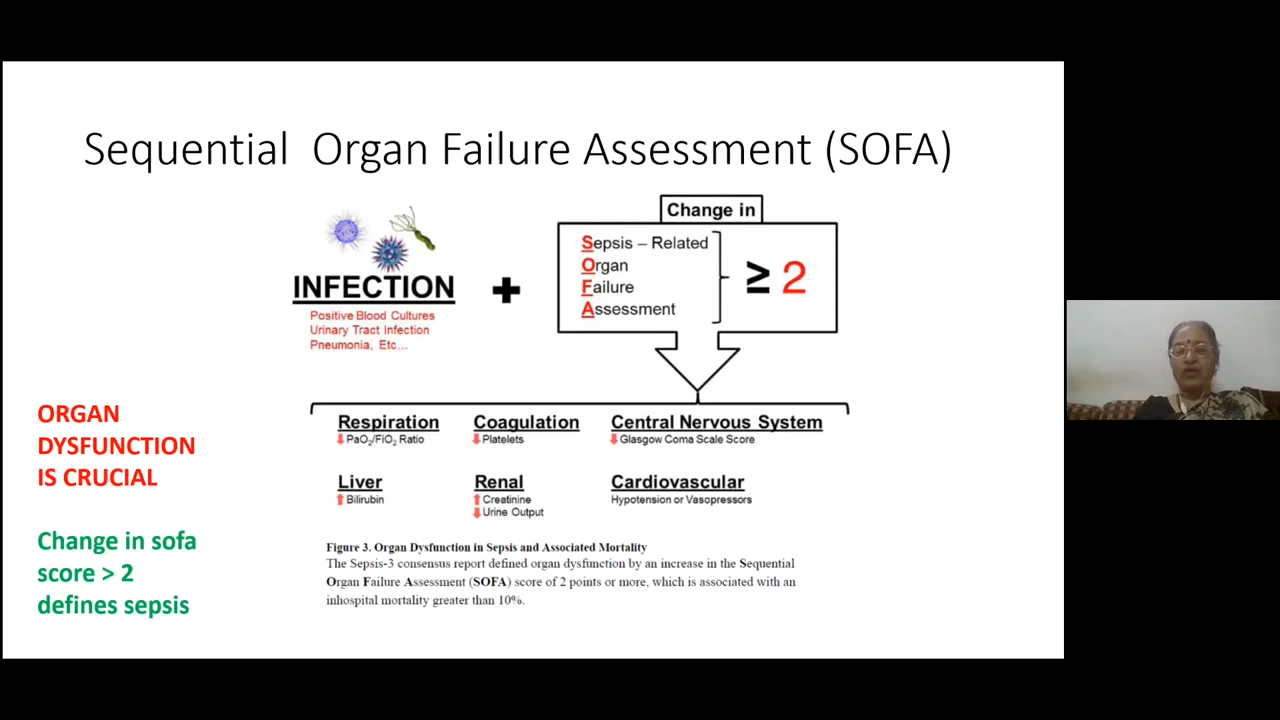 Sequential  Organ Failure Assessment (SOFA)
Change in
Sepsis – Related
Organ
Failure
Assessment
≥ 2
INFECTION
+
Positive Blood Cultures
Urinary Tract Infection
Pneumonia, Etc...
ORGAN
DYSFUNCTION
IS CRUCIAL
Change in sofa
score > 2
defines sepsis
Respiration
↓PaO₂/FiO₂ Ratio
Coagulation
↓Platelets
Central Nervous System
↓Glasgow Coma Scale Score
Liver
↑Bilirubin
Renal
↑Creatinine
↓Urine Output
Cardiovascular
Hypotension or Vasopressors
Figure 3. Organ Dysfunction in Sepsis and Associated Mortality
The Sepsis-3 consensus report defined organ dysfunction by an increase in the Sequential
Organ Failure Assessment (SOFA) score of 2 points or more, which is associated with an
inhospital mortality greater than 10%.